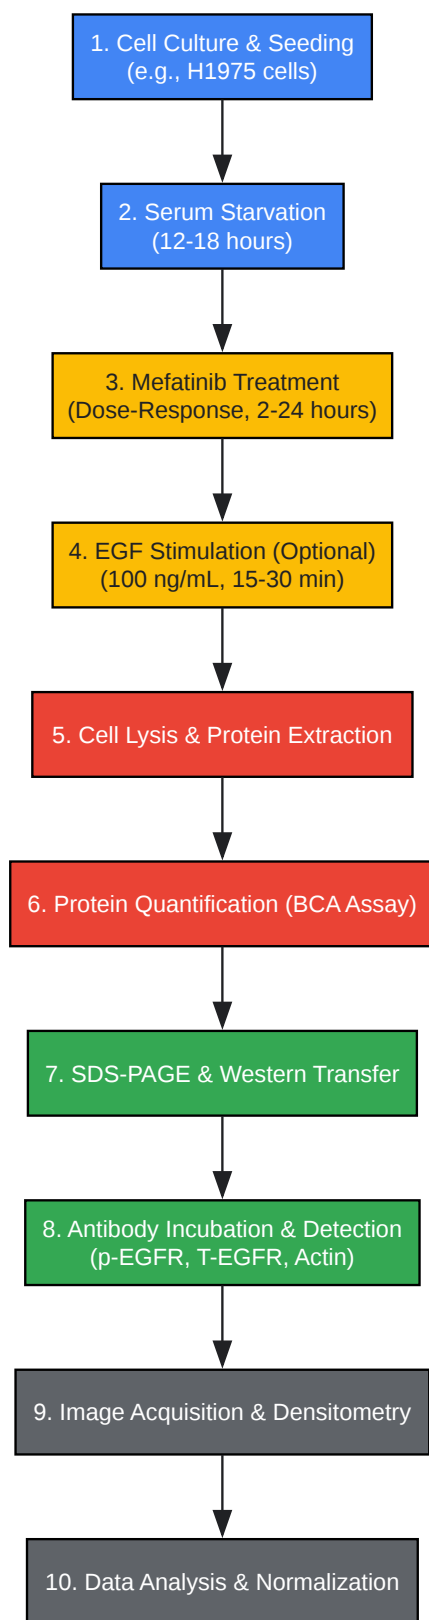 1. Cell Culture & Seeding
(e.g., H1975 cells)
2. Serum Starvation
(12-18 hours)
3. Mefatinib Treatment
(Dose-Response, 2-24 hours)
4. EGF Stimulation (Optional)
(100 ng/mL, 15-30 min)
5. Cell Lysis & Protein Extraction
6. Protein Quantification (BCA Assay)
7. SDS-PAGE & Western Transfer
8. Antibody Incubation & Detection
(p-EGFR, T-EGFR, Actin)
9. Image Acquisition & Densitometry
10. Data Analysis & Normalization